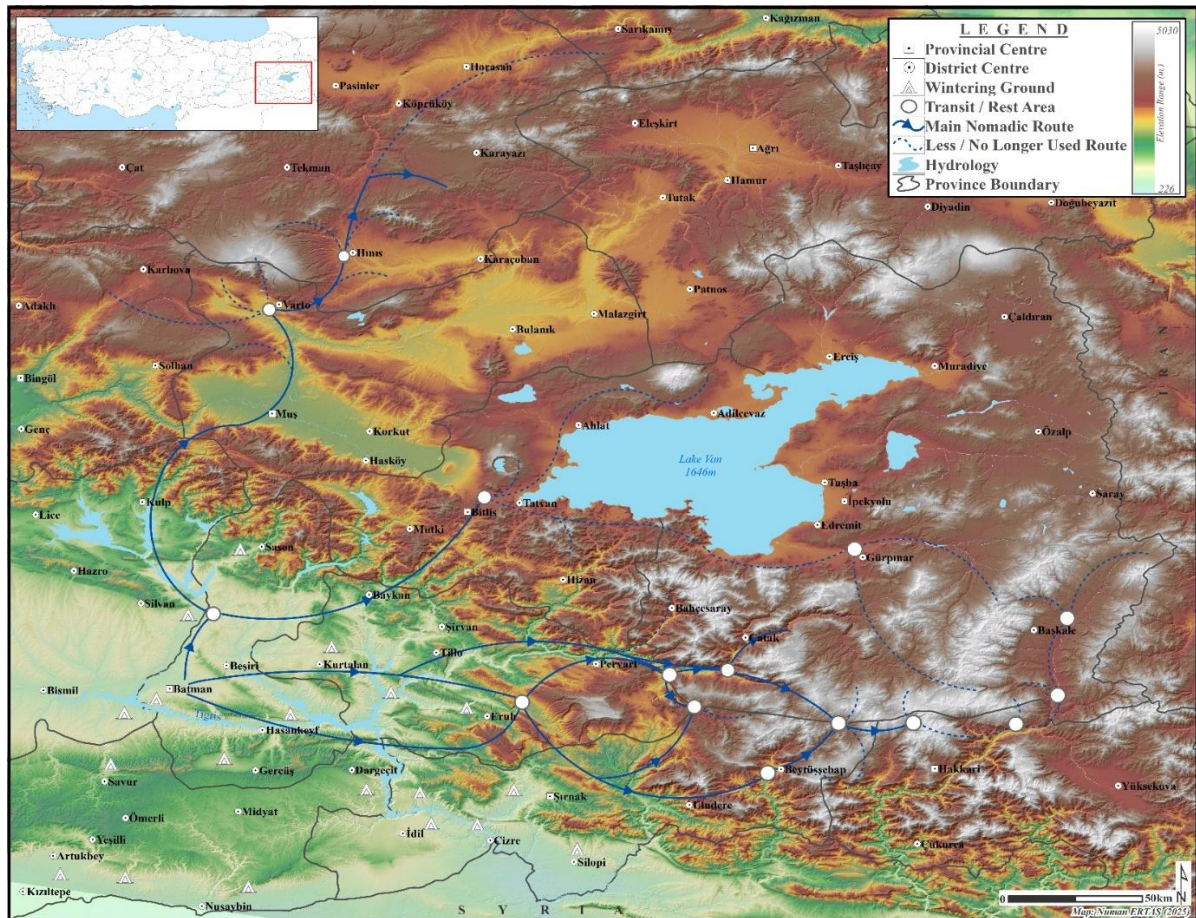 Kağızman
Sarıkamış
Horasan
Pasinler
Köprüköy
Eleşkirt
Karayazı
Ağrı
Taşlıçay
Çat
Tekman
Hamur
Tutak
Diyadin
Doğubeyazıt
LEGEND
Provincial Centre
District Centre
Wintering Ground
Transit / Rest Area
Main Nomadic Route
Less / No Longer Used Route
Hydrology
Province Boundary
5030
Elevation Range (m.)
226
Hınıs
Karaçoban
Karlıova
Patnos
Adaklı
Varto
Malazgirt
Çaldıran
Bulanık
IRAN
Erciş
Muradiye
Solhan
Bingöl
Muş
Adilcevaz
Ahlat
Genç
Korkut
Özalp
Hasköy
Lake Van
1646m
Tuşba
Saray
Kulp
Tatvan
İpekyolu
Lice
Bitlis
Mutki
Edremit
Sason
Gürpınar
Hazro
Hizan
Baykan
Silvan
Bahçesaray
Şirvan
Başkale
Çatak
Tillo
Beşiri
Kurtalan
Pervari
Bismil
Batman
Tigris
Eruh
Hasankeyf
Gercüş
Dargeçit
Beytüşşebap
Hakkari
Savur
Yüksekova
Şırnak
Uludere
Midyat
Ömerli
İdil
Yeşilli
Cizre
Çukurca
Artukbey
Silopi
Kızıltepe
Nusaybin
SYRIA
N
0
50km
Map: Numan ERTAŞ (2022)